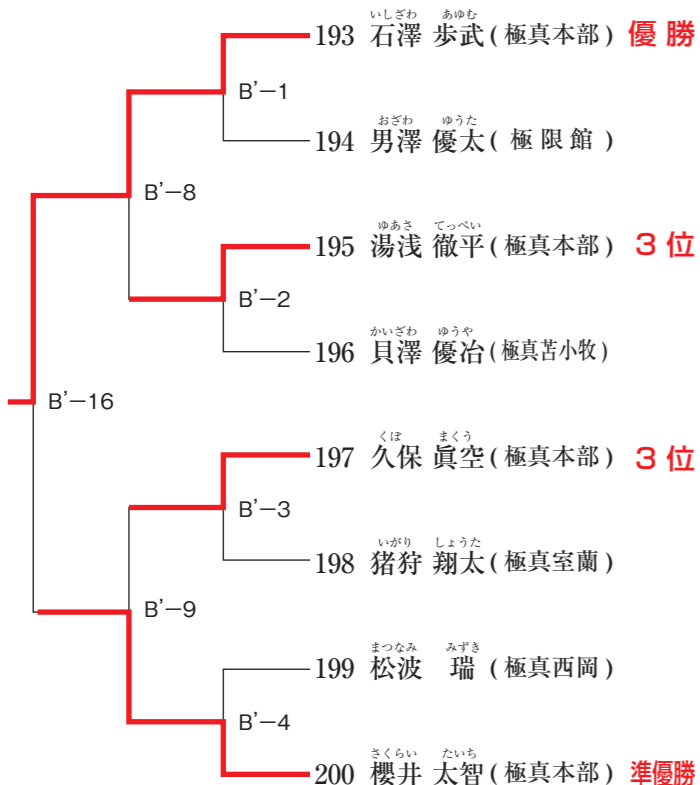 いしざわ あゆむ
193 石澤 歩武(極真本部) 優勝
B'−1
おざわ ゆうた
194 男澤 優太(極限館)
B'−8
ゆあさ てっぺい
195 湯浅 徹平(極真本部) 3位
B'−2
かいざわ ゆうや
196 貝澤 優冶(極真苫小牧)
B'−16
くぼ まくう
197 久保 眞空(極真本部) 3位
B'−3
いがり しょうた
198 猪狩 翔太(極真室蘭)
B'−9
まつなみ みずき
199 松波 瑞(極真西岡)
B'−4
さくらい たいち
200 櫻井 太智(極真本部) 準優勝